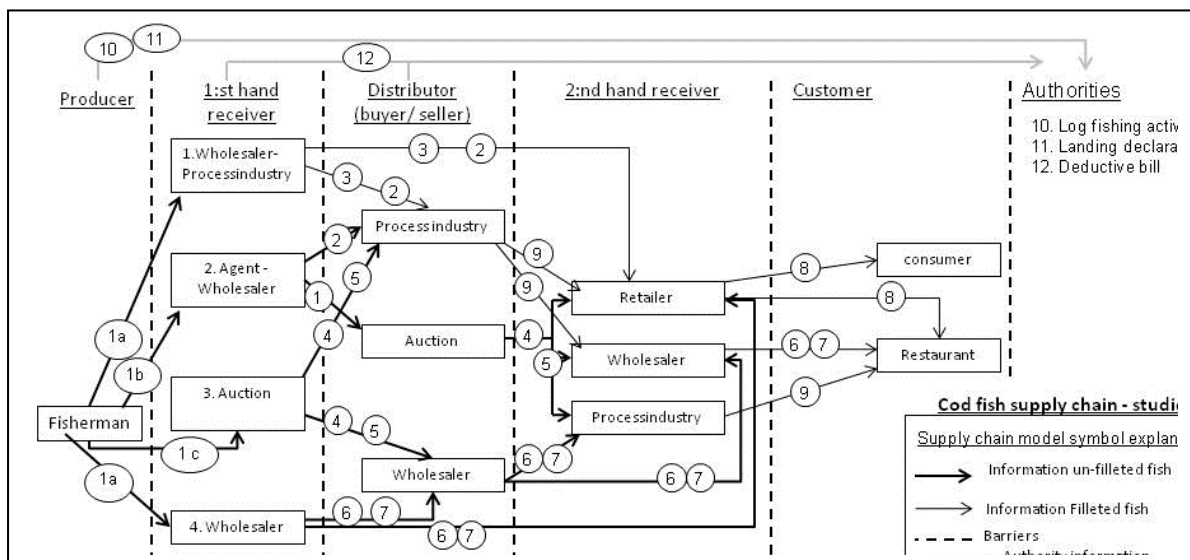 10
11
12
Producer
1:st hand
receiver
Distributor
(buyer/ seller)
2:nd hand receiver
Customer
Authorities
10. Log fishing activ
11. Landing declara
12. Deductive bill
1.Wholesaler-
Processindustry
3
2
3
2
Processindustry
2
9
2. Agent -
Wholesaler
5
1
9
8
consumer
Retailer
8
1a
4
Auction
4
1b
5
Wholesaler
6
7
Restaurant
3. Auction
9
Processindustry
Fisherman
4
5
1 c
6
7
1a
Wholesaler
6
7
4. Wholesaler
6
7
6
7
Cod fish supply chain - studie
Supply chain model symbol explan
Information un-filleted fish
Information Filleted fish
Barriers
Authority information